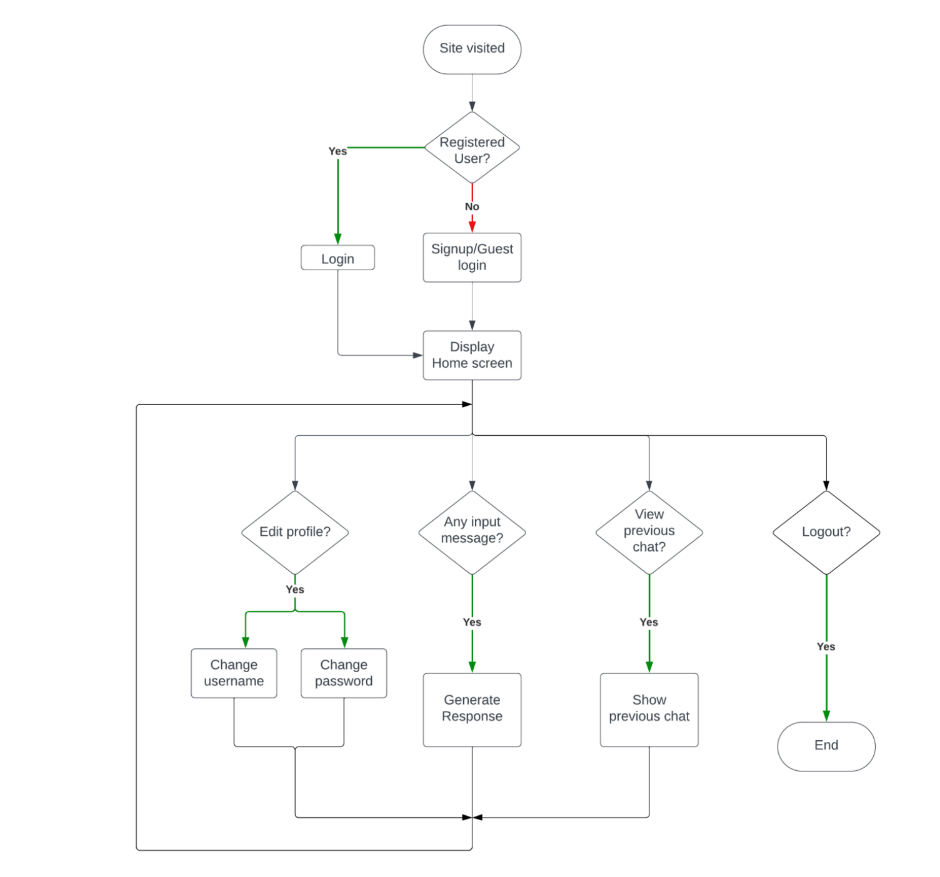 Site visited
Registered
User?
Yes
No
Login
Signup/Guest
login
Display
Home screen
Edit profile?
Any input
message?
View
previous
chat?
Logout?
Yes
Yes
Yes
Yes
Change
username
Change
password
Generate
Response
Show
previous chat
End